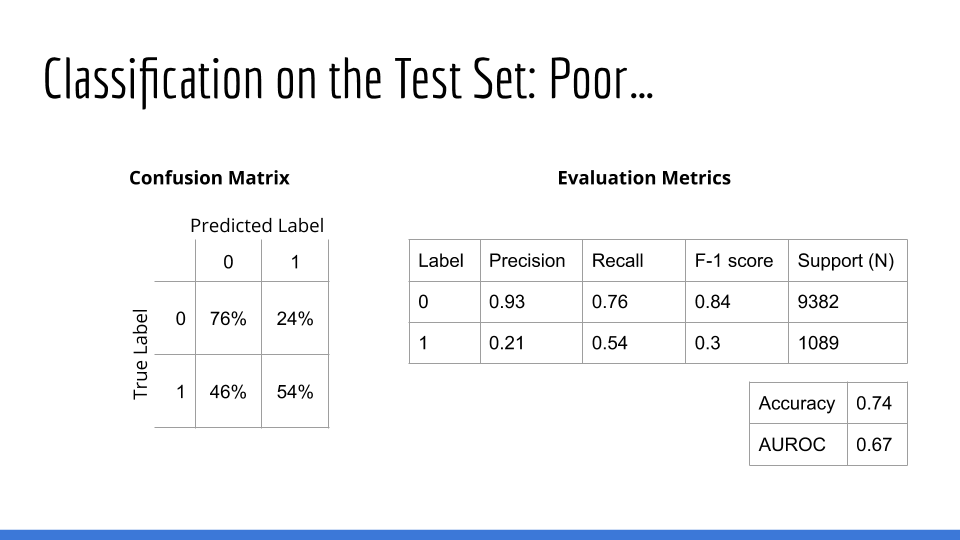 Classification on the Test Set: Poor...
Confusion Matrix
Predicted Label
0 1
True Label
0 76% 24%
1 46% 54%
Evaluation Metrics
Label Precision Recall F-1 score Support (N)
0 0.93 0.76 0.84 9382
1 0.21 0.54 0.3 1089
Accuracy 0.74
AUROC 0.67